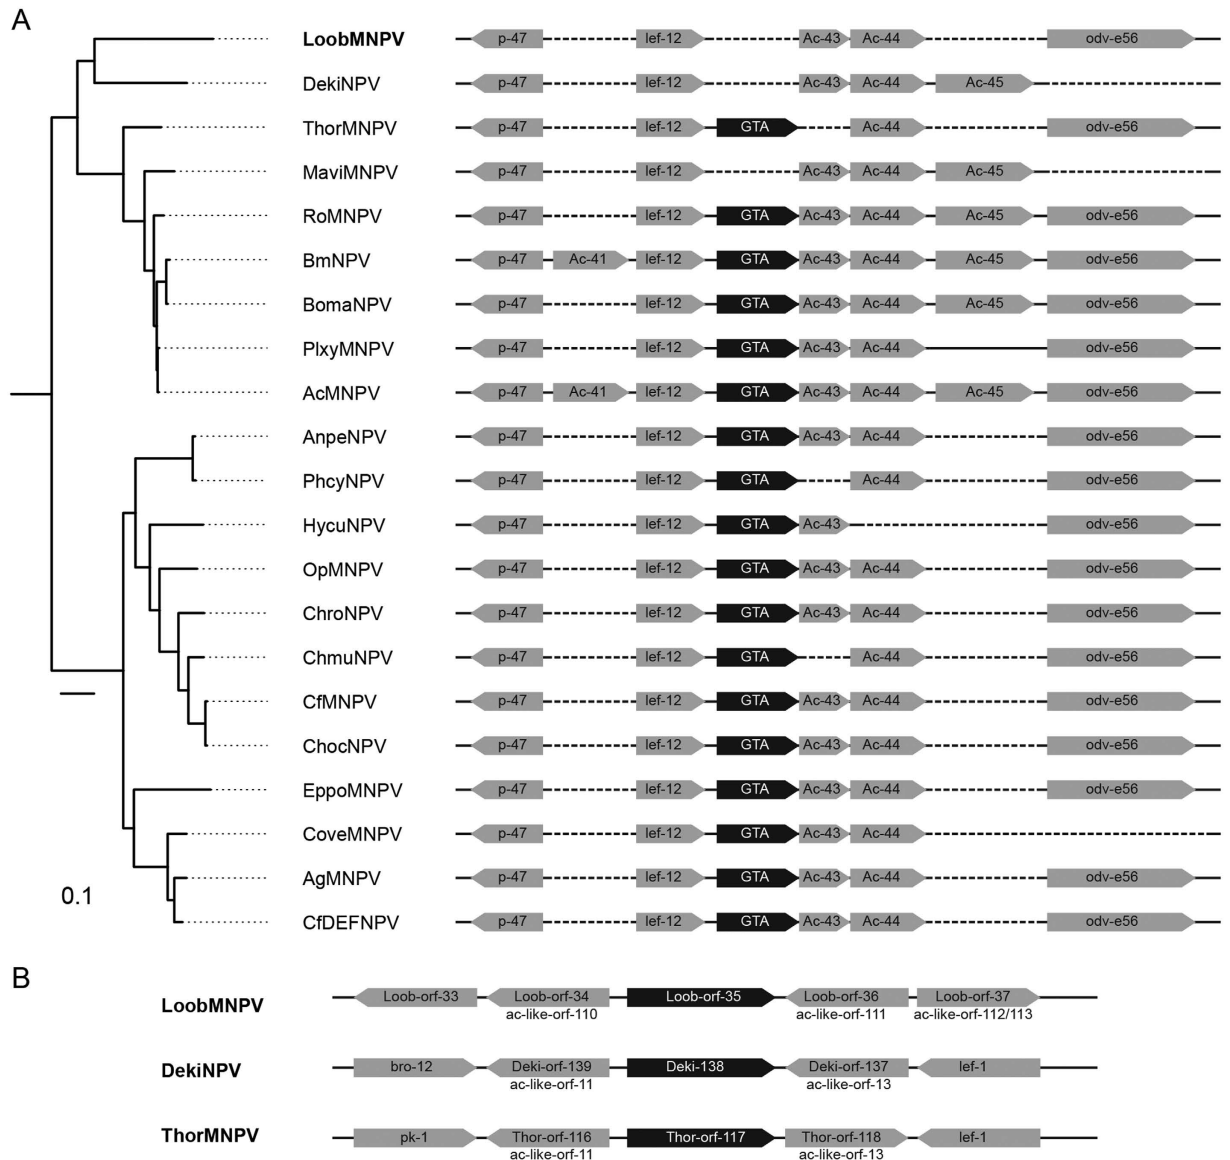 A
LoobMNPV p-47 lef-12 Ac-43 Ac-44 odv-e56
DekiNPV p-47 lef-12 Ac-43 Ac-44 Ac-45
ThorMNPV p-47 lef-12 GTA Ac-44 odv-e56
MaviMNPV p-47 lef-12 Ac-43 Ac-44 Ac-45
RoMNPV p-47 lef-12 GTA Ac-43 Ac-44 Ac-45 odv-e56
BmNPV p-47 Ac-41 lef-12 GTA Ac-43 Ac-44 Ac-45 odv-e56
BomaNPV p-47 lef-12 GTA Ac-43 Ac-44 Ac-45 odv-e56
PlxyMNPV p-47 lef-12 GTA Ac-43 Ac-44 odv-e56
AcMNPV p-47 Ac-41 lef-12 GTA Ac-43 Ac-44 Ac-45 odv-e56
AnpeNPV p-47 lef-12 GTA Ac-43 Ac-44 odv-e56
PhcyNPV p-47 lef-12 GTA Ac-44 odv-e56
HycuNPV p-47 lef-12 GTA Ac-43 odv-e56
OpMNPV p-47 lef-12 GTA Ac-43 Ac-44 odv-e56
ChroNPV p-47 lef-12 GTA Ac-43 Ac-44 odv-e56
ChmuNPV p-47 lef-12 GTA Ac-44 odv-e56
CfMNPV p-47 lef-12 GTA Ac-43 Ac-44 odv-e56
ChocNPV p-47 lef-12 GTA Ac-43 Ac-44 odv-e56
EppoMNPV p-47 lef-12 GTA Ac-43 Ac-44 odv-e56
CoveMNPV p-47 lef-12 GTA Ac-43 Ac-44
AgMNPV p-47 lef-12 GTA Ac-43 Ac-44 odv-e56
0.1
CfDEFNPV p-47 lef-12 GTA Ac-43 Ac-44 odv-e56
B
LoobMNPV Loob-orf-33 Loob-orf-34 Loob-orf-35 Loob-orf-36 Loob-orf-37
ac-like-orf-110 ac-like-orf-111 ac-like-orf-112/113
DekiNPV bro-12 Deki-orf-139 Deki-138 Deki-orf-137 lef-1
ac-like-orf-11 ac-like-orf-13
ThorMNPV pk-1 Thor-orf-116 Thor-orf-117 Thor-orf-118 lef-1
ac-like-orf-11 ac-like-orf-13